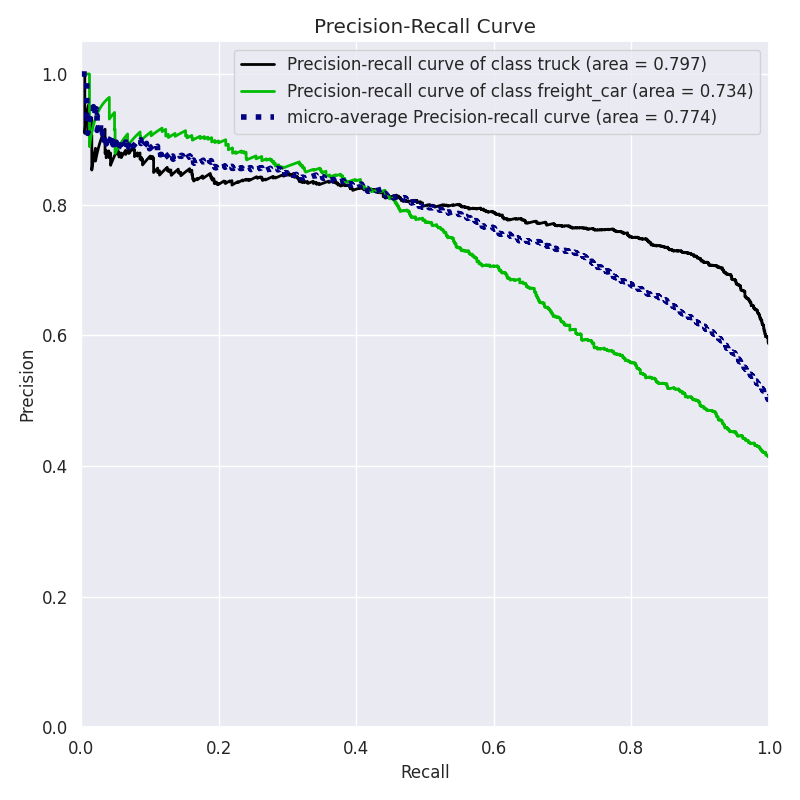 Precision-Recall Curve
Precision-recall curve of class truck (area = 0.797)
Precision-recall curve of class freight_car (area = 0.734)
micro-average Precision-recall curve (area = 0.774)
1.0
0.8
0.6
0.4
0.2
0.0
Precision
0.0 0.2 0.4 0.6 0.8 1.0
Recall